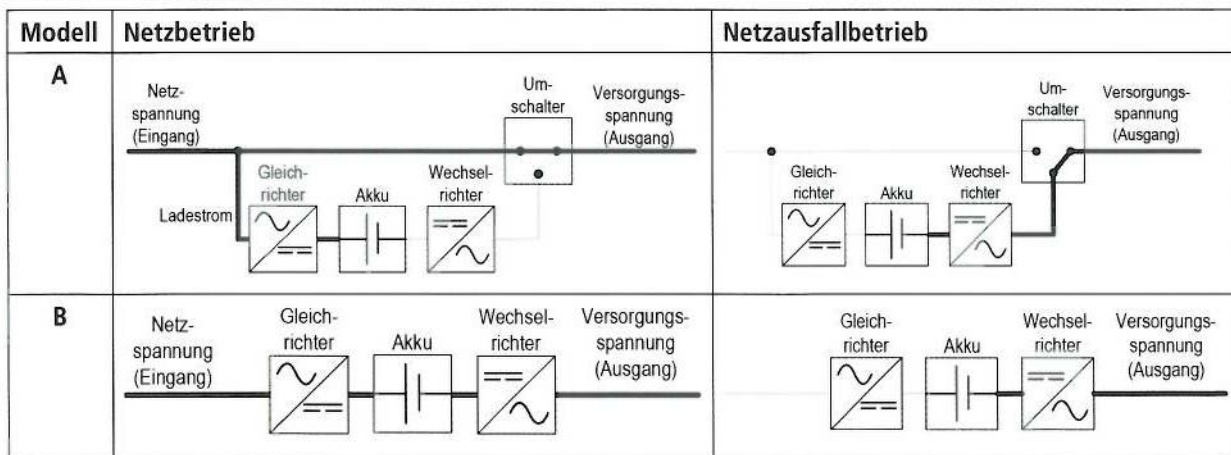 Modell Netzbetrieb Netzausfallbetrieb
A
Netz-
spannung
(Eingang)
Um-
schalter
Versorgungs-
spannung
(Ausgang)
Gleich-
richter
Akku
Wechsel-
richter
Ladestrom
Um-
schalter
Versorgungs-
spannung
(Ausgang)
Gleich-
richter
Akku
Wechsel-
richter
B
Netz-
spannung
(Eingang)
Gleich-
richter
Akku
Wechsel-
richter
Versorgungs-
spannung
(Ausgang)
Gleich-
richter
Akku
Wechsel-
richter
Versorgungs-
spannung
(Ausgang)